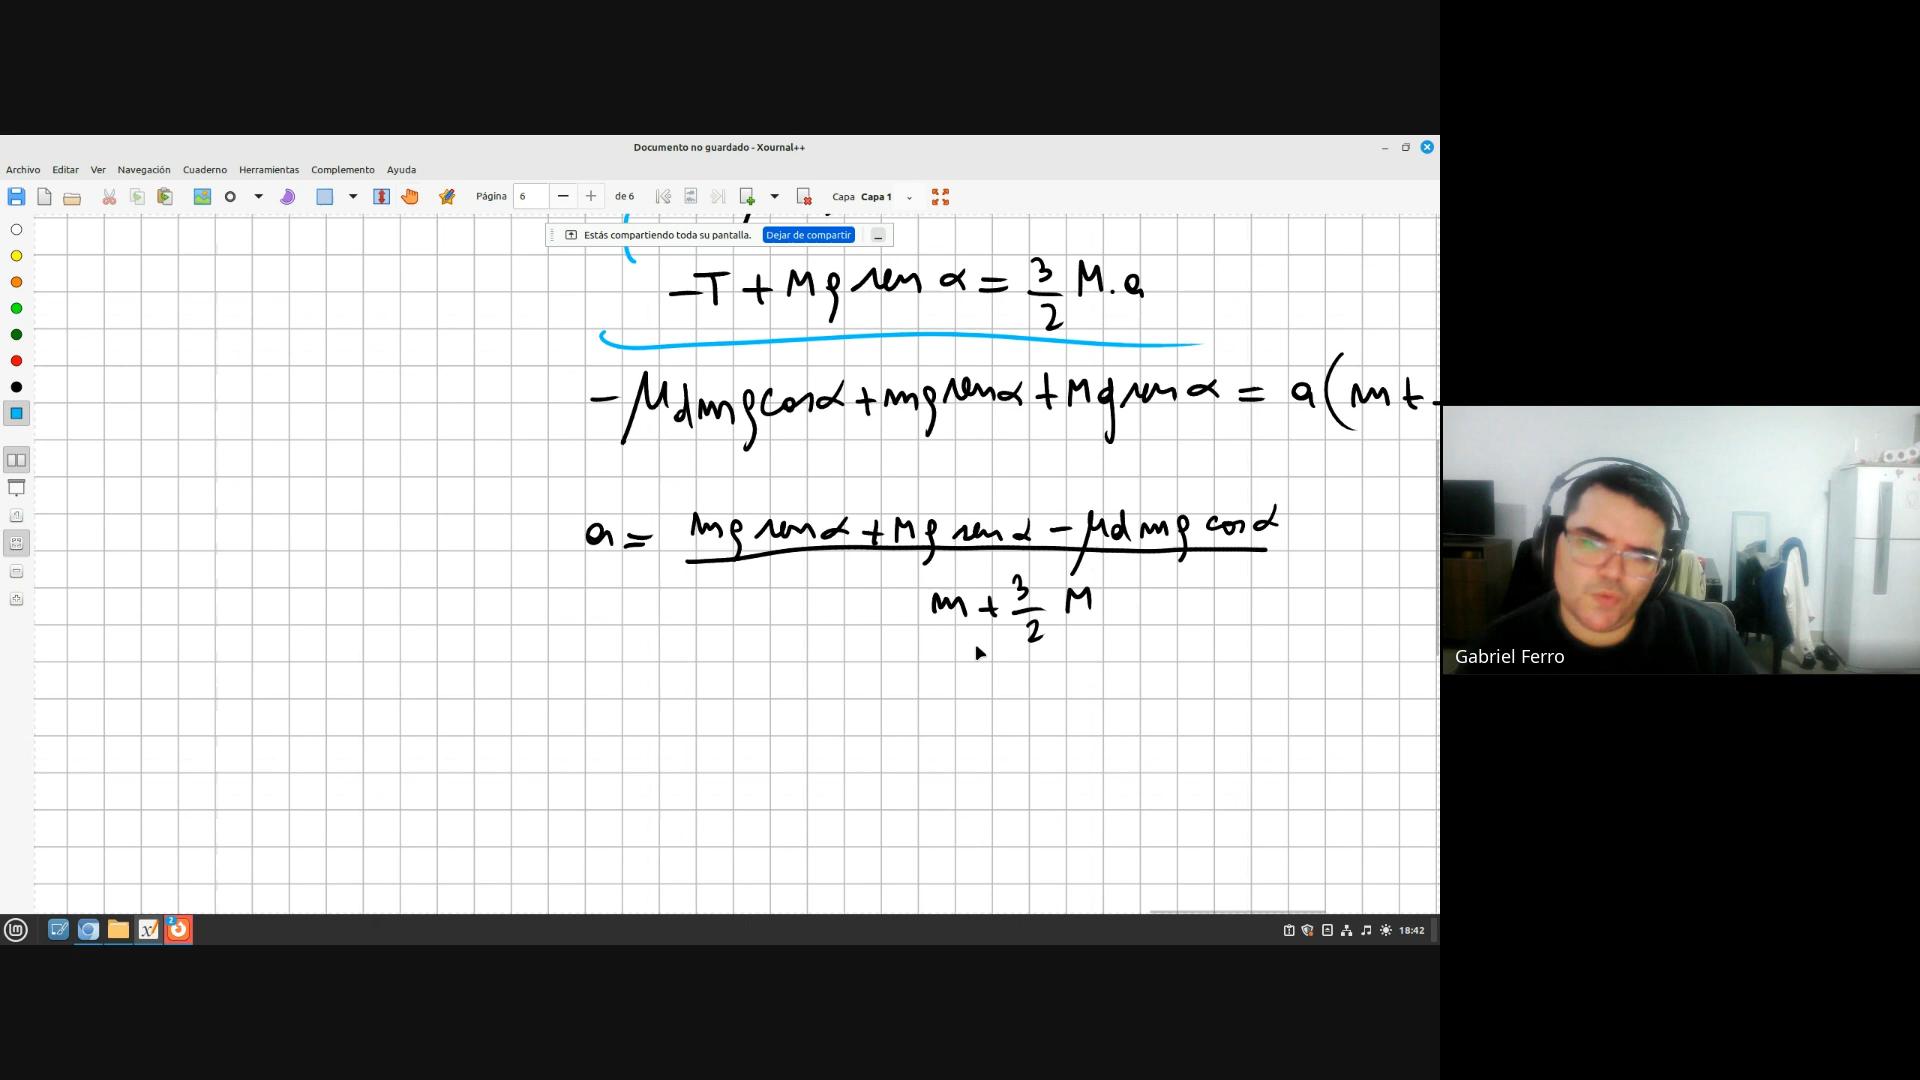 Documento no guardado - Xournal++
Archivo Editar Ver Navegación Cuaderno Herramientas Complemento Ayuda
Página 6 de 6 Capa Capa 1
Estás compartiendo toda su pantalla. Dejar de compartir
-T + Mg sen α = 3/2 M.a
-μd mg cos α + mg sen α + Mg sen α = a(m +
a = (mg sen α + Mg sen α - μd mg cos α) / (m + 3/2 M)
Gabriel Ferro
2
18:42